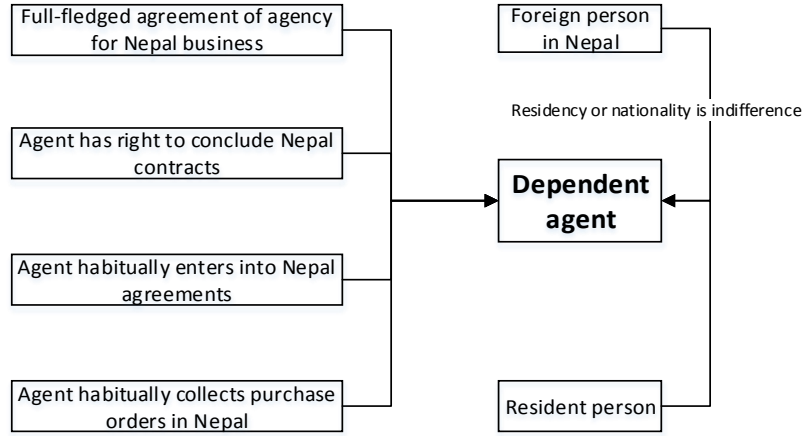 Full-fledged agreement of agency
for Nepal business
Agent has right to conclude Nepal
contracts
Agent habitually enters into Nepal
agreements
Agent habitually collects purchase
orders in Nepal
Foreign person
in Nepal
Residency or nationality is indifference
Dependent
agent
Resident person